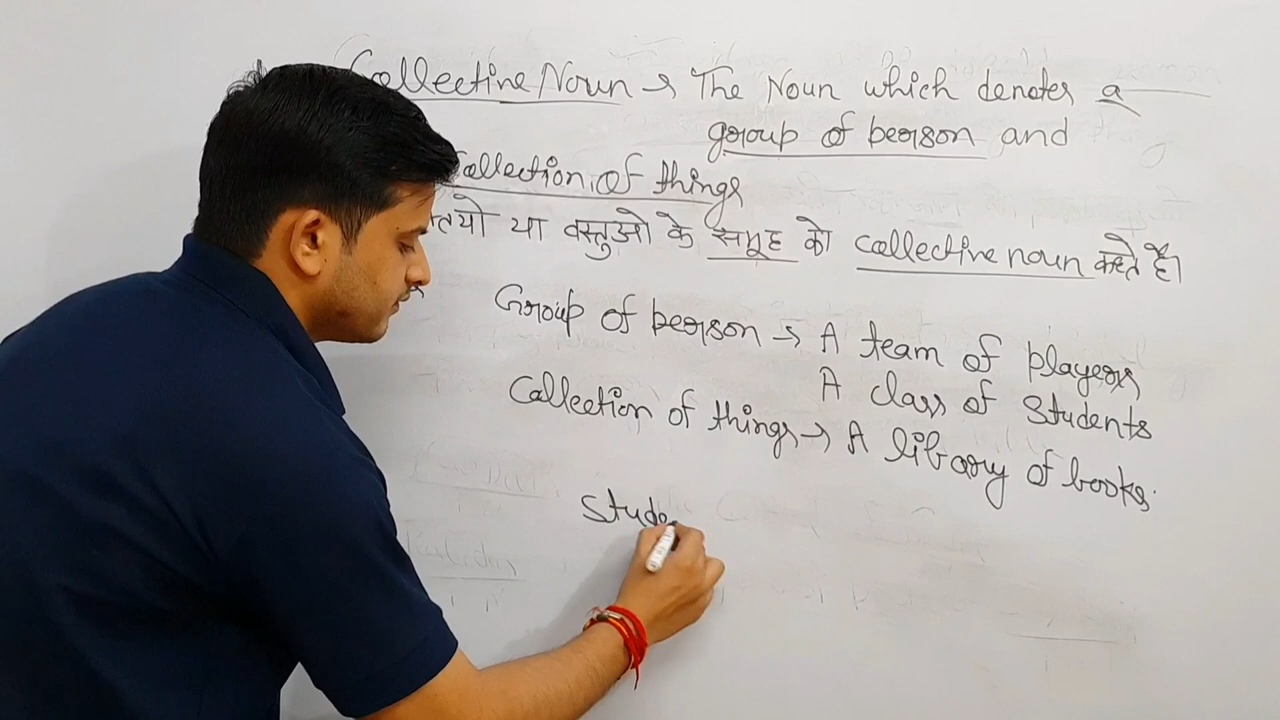 Collective Noun → The Noun which denotes a
group of person and
Collection of things
या वस्तुओ के समूह को collective noun कहते है।
Group of person → A team of players
A class of Students
Collection of things → A library of books.
Stude